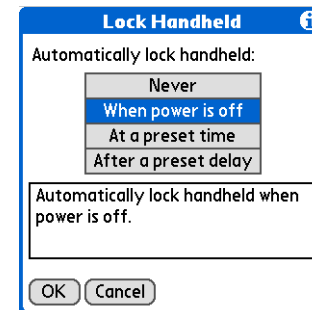 Lock Handheld
Automatically lock handheld:
Never
When power is off
At a preset time
After a preset delay
Automatically lock handheld when
power is off.
OK Cancel